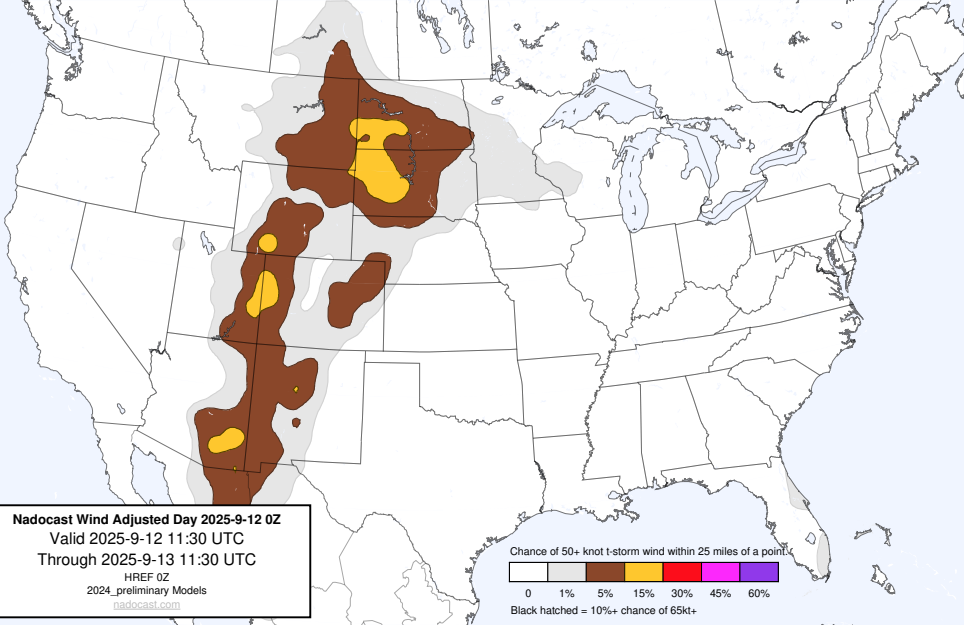 Nadocast Wind Adjusted Day 2025-9-12 0Z
Valid 2025-9-12 11:30 UTC
Through 2025-9-13 11:30 UTC
HREF 0Z
2024_preliminary Models
nadocast.com
Chance of 50+ knot t-storm wind within 25 miles of a point.
0 1% 5% 15% 30% 45% 60%
Black hatched = 10%+ chance of 65kt+